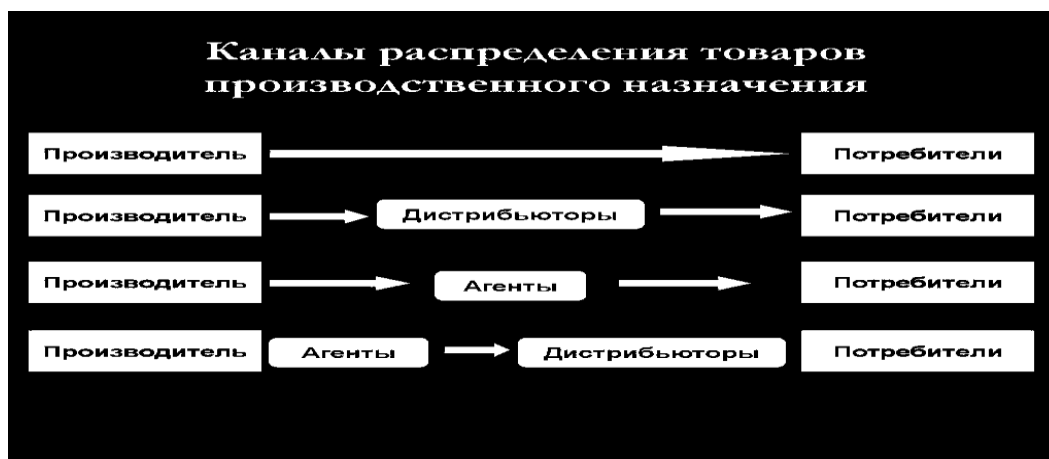 Каналы распределения товаров
производственного назначения
Производитель Потребители
Производитель Дистрибьюторы Потребители
Производитель Агенты Потребители
Производитель Агенты Дистрибьюторы Потребители